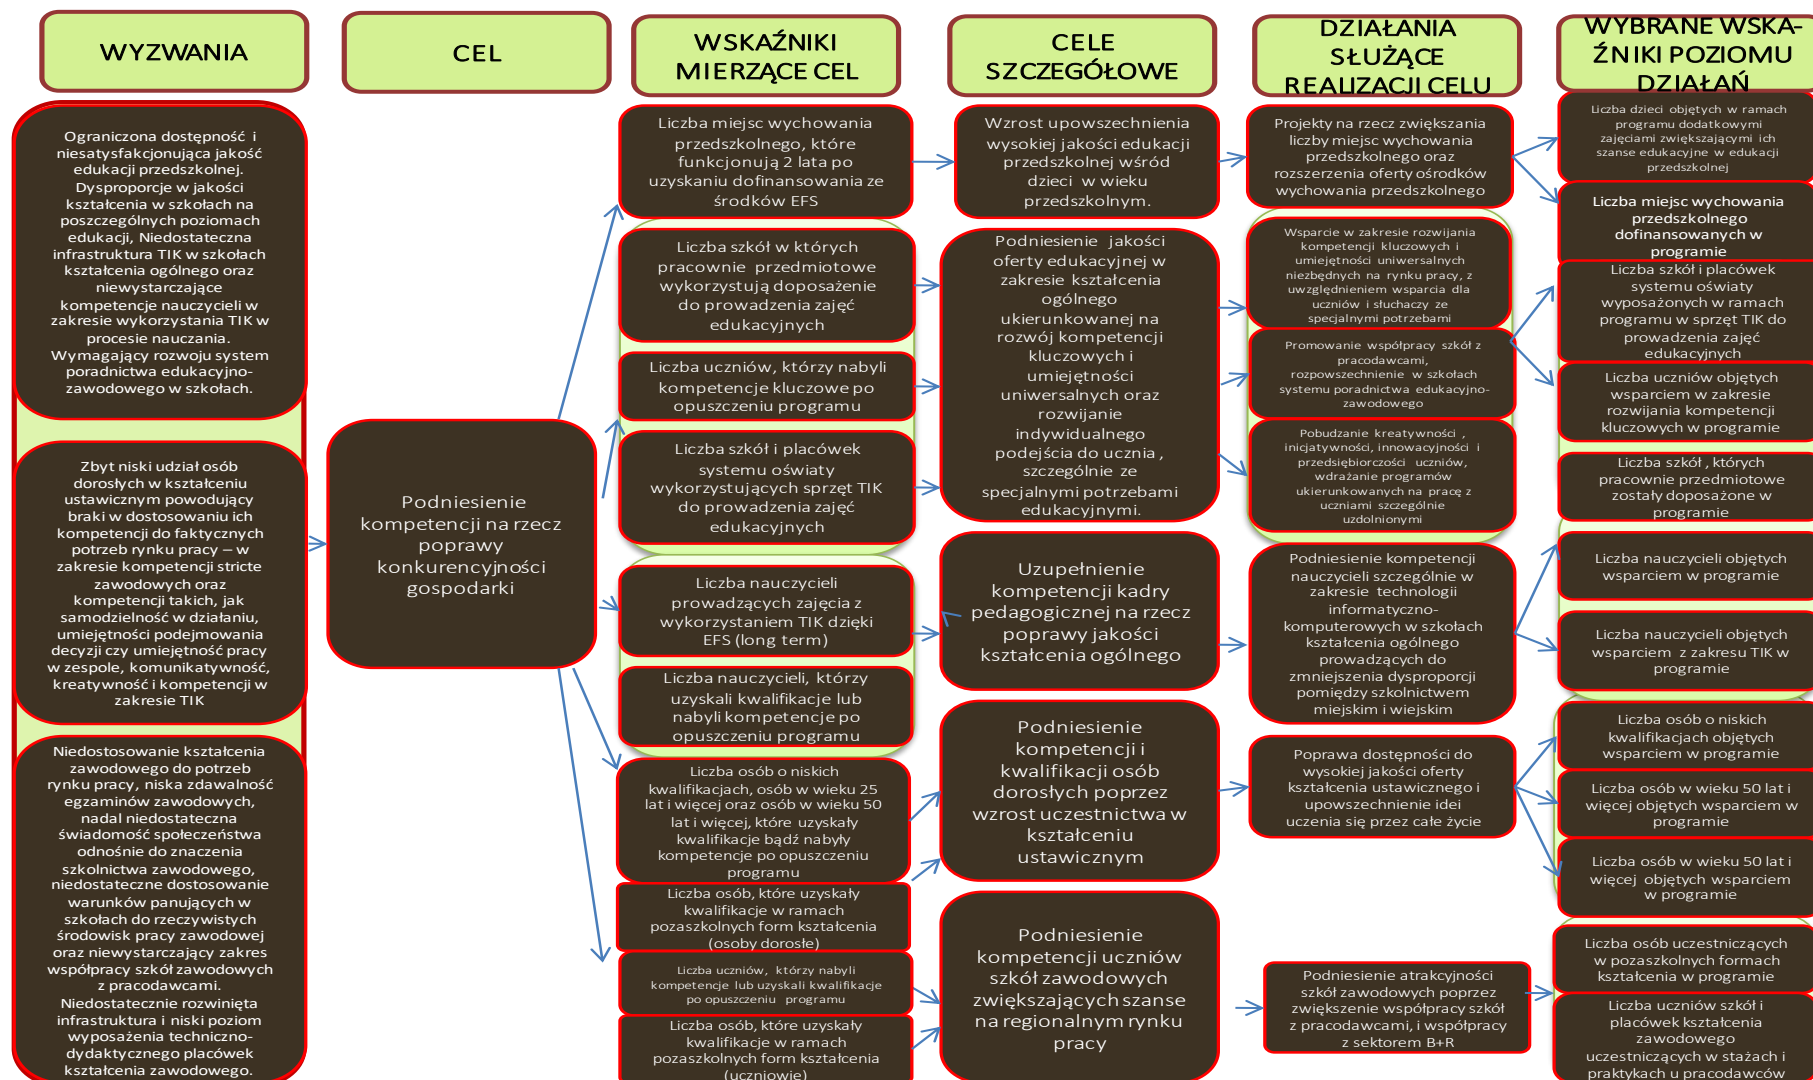 WYZWANIA
CEL
WSKAŹNIKI
MIERZĄCE CEL
CELE
SZCZEGÓŁOWE
DZIAŁANIA
SŁUŻĄCE
REALIZACJI CELU
WYBRANE WSKA-
ŹNIKI POZIOMU
DZIAŁAŃ
Ograniczona dostępność i
niesatysfakcjonująca jakość
edukacji przedszkolnej.
Dysproporcje w jakości
kształcenia w szkołach na
poszczególnych poziomach
edukacji, Niedostateczna
infrastruktura TIK w szkołach
kształcenia ogólnego oraz
niewystarczające
kompetencje nauczycieli w
zakresie wykorzystania TIK w
procesie nauczania.
Wymagający rozwoju system
poradnictwa edukacyjno-
zawodowego w szkołach.
Zbyt niski udział osób
dorosłych w kształceniu
ustawicznym powodujący
braki w dostosowaniu ich
kompetencji do faktycznych
potrzeb rynku pracy – w
zakresie kompetencji stricte
zawodowych oraz
kompetencji takich, jak
samodzielność w działaniu,
umiejętności podejmowania
decyzji czy umiejętność pracy
w zespole, komunikatywność,
kreatywność i kompetencji w
zakresie TIK
Niedostosowanie kształcenia
zawodowego do potrzeb
rynku pracy, niska zdawalność
egzaminów zawodowych,
nadal niedostateczna
świadomość społeczeństwa
odnośnie do znaczenia
szkolnictwa zawodowego,
niedostateczne dostosowanie
warunków panujących w
szkołach do rzeczywistych
środowisk pracy zawodowej
oraz niewystarczający zakres
współpracy szkół zawodowych
z pracodawcami.
Niedostatecznie rozwinięta
infrastruktura i niski poziom
wyposażenia techniczno-
dydaktycznego placówek
kształcenia zawodowego.
Podniesienie
kompetencji na rzecz
poprawy
konkurencyjności
gospodarki
Liczba miejsc wychowania
przedszkolnego, które
funkcjonują 2 lata po
uzyskaniu dofinansowania ze
środków EFS
Liczba szkół w których
pracownie przedmiotowe
wykorzystują doposażenie
do prowadzenia zajęć
edukacyjnych
Liczba uczniów, którzy nabyli
kompetencje kluczowe po
opuszczeniu programu
Liczba szkół i placówek
systemu oświaty
wykorzystujących sprzęt TIK
do prowadzenia zajęć
edukacyjnych
Liczba nauczycieli
prowadzących zajęcia z
wykorzystaniem TIK dzięki
EFS (long term)
Liczba nauczycieli, którzy
uzyskali kwalifikacje lub
nabyli kompetencje po
opuszczeniu programu
Liczba osób o niskich
kwalifikacjach, osób w wieku 25
lat i więcej oraz osób w wieku 50
lat i więcej, które uzyskały
kwalifikacje bądź nabyły
kompetencje po opuszczeniu
programu
Liczba osób, które uzyskały
kwalifikacje w ramach
pozaszkolnych form kształcenia
(osoby dorosłe)
Liczba uczniów, którzy nabyli
kompetencje lub uzyskali kwalifikacje
po opuszczeniu programu
Liczba osób, które uzyskały
kwalifikacje w ramach
pozaszkolnych form kształcenia
(uczniowie)
Wzrost upowszechnienia
wysokiej jakości edukacji
przedszkolnej wśród
dzieci w wieku
przedszkolnym.
Podniesienie jakości
oferty edukacyjnej w
zakresie kształcenia
ogólnego
ukierunkowanej na
rozwój kompetencji
kluczowych i
umiejętności
uniwersalnych oraz
rozwijanie
indywidualnego
podejścia do ucznia ,
szczególnie ze
specjalnymi potrzebami
edukacyjnymi.
Uzupełnienie
kompetencji kadry
pedagogicznej na rzecz
poprawy jakości
kształcenia ogólnego
Podniesienie
kompetencji i
kwalifikacji osób
dorosłych poprzez
wzrost uczestnictwa w
kształceniu
ustawicznym
Podniesienie
kompetencji uczniów
szkół zawodowych
zwiększających szanse
na regionalnym rynku
pracy
Projekty na rzecz zwiększania
liczby miejsc wychowania
przedszkolnego oraz
rozszerzenia oferty ośrodków
wychowania przedszkolnego
Wsparcie w zakresie rozwijania
kompetencji kluczowych i
umiejętności uniwersalnych
niezbędnych na rynku pracy, z
uwzględnieniem wsparcia dla
uczniów i słuchaczy ze
specjalnymi potrzebami
Promowanie współpracy szkół z
pracodawcami,
rozpowszechnienie w szkołach
systemu poradnictwa edukacyjno-
zawodowego
Pobudzanie kreatywności ,
inicjatywności, innowacyjności i
przedsiębiorczości uczniów,
wdrażanie programów
ukierunkowanych na pracę z
uczniami szczególnie
uzdolnionymi
Podniesienie kompetencji
nauczycieli szczególnie w
zakresie technologii
informatyczno-
komputerowych w szkołach
kształcenia ogólnego
prowadzących do
zmniejszenia dysproporcji
pomiędzy szkolnictwem
miejskim i wiejskim
Poprawa dostępności do
wysokiej jakości oferty
kształcenia ustawicznego i
upowszechnienie idei
uczenia się przez całe życie
Podniesienie atrakcyjności
szkół zawodowych poprzez
zwiększenie współpracy szkół
z pracodawcami, i współpracy
z sektorem B+R
Liczba dzieci objętych w ramach
programu dodatkowymi
zajęciami zwiększającymi ich
szanse edukacyjne w edukacji
przedszkolnej
Liczba miejsc wychowania
przedszkolnego
dofinansowanych w
programie
Liczba szkół i placówek
systemu oświaty
wyposażonych w ramach
programu w sprzęt TIK do
prowadzenia zajęć
edukacyjnych
Liczba uczniów objętych
wsparciem w zakresie
rozwijania kompetencji
kluczowych w programie
Liczba szkół , których
pracownie przedmiotowe
zostały doposażone w
programie
Liczba nauczycieli objętych
wsparciem w programie
Liczba nauczycieli objętych
wsparciem z zakresu TIK w
programie
Liczba osób o niskich
kwalifikacjach objętych
wsparciem w programie
Liczba osób w wieku 50 lat i
więcej objętych wsparciem w
programie
Liczba osób w wieku 50 lat i
więcej objętych wsparciem
w programie
Liczba osób uczestniczących
w pozaszkolnych formach
kształcenia w programie
Liczba uczniów szkół i
placówek kształcenia
zawodowego
uczestniczących w stażach i
praktykach u pracodawców